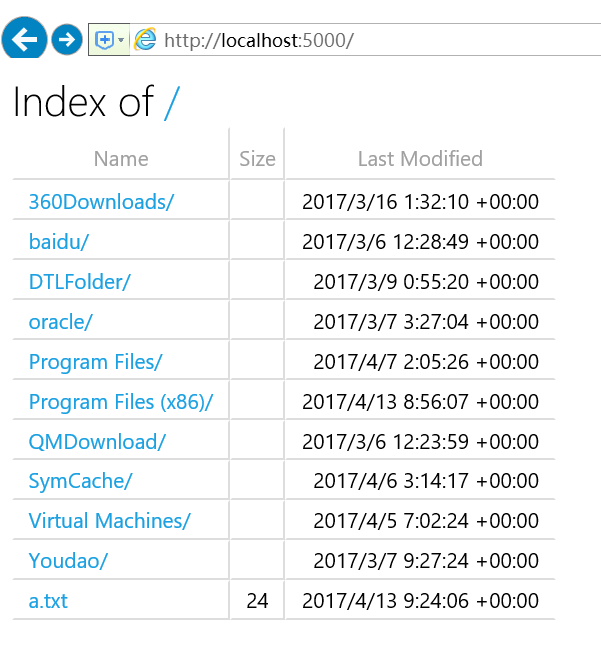 http://localhost:5000/
Index of /
Name Size Last Modified
360Downloads/ 2017/3/16 1:32:10 +00:00
baidu/ 2017/3/6 12:28:49 +00:00
DTLFolder/ 2017/3/9 0:55:20 +00:00
oracle/ 2017/3/7 3:27:04 +00:00
Program Files/ 2017/4/7 2:05:26 +00:00
Program Files (x86)/ 2017/4/13 8:56:07 +00:00
QMDownload/ 2017/3/6 12:23:59 +00:00
SymCache/ 2017/4/6 3:14:17 +00:00
Virtual Machines/ 2017/4/5 7:02:24 +00:00
Youdao/ 2017/3/7 9:27:24 +00:00
a.txt 24 2017/4/13 9:24:06 +00:00